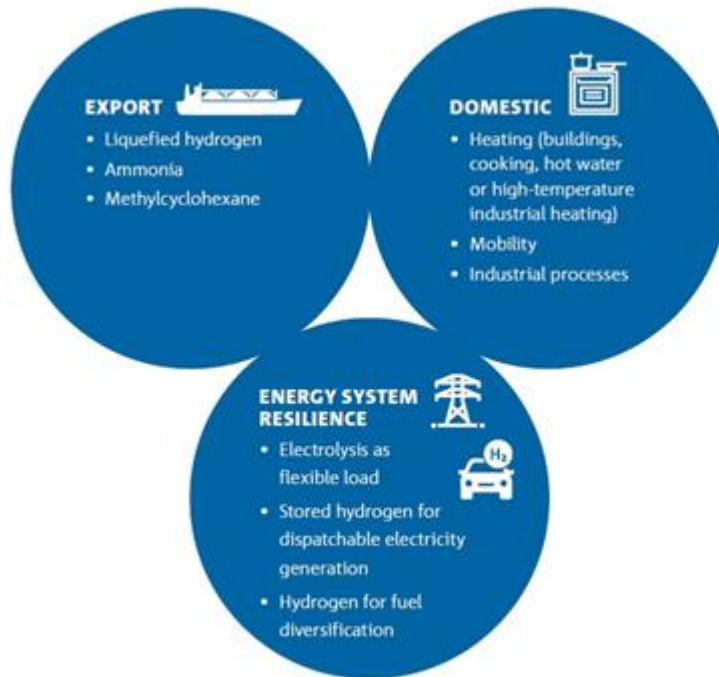 EXPORT
• Liquefied hydrogen
• Ammonia
• Methylcyclohexane
DOMESTIC
• Heating (buildings,
cooking, hot water
or high-temperature
industrial heating)
• Mobility
• Industrial processes
ENERGY SYSTEM
RESILIENCE
• Electrolysis as
flexible load
• Stored hydrogen for
dispatchable electricity
generation
• Hydrogen for fuel
diversification
H₂